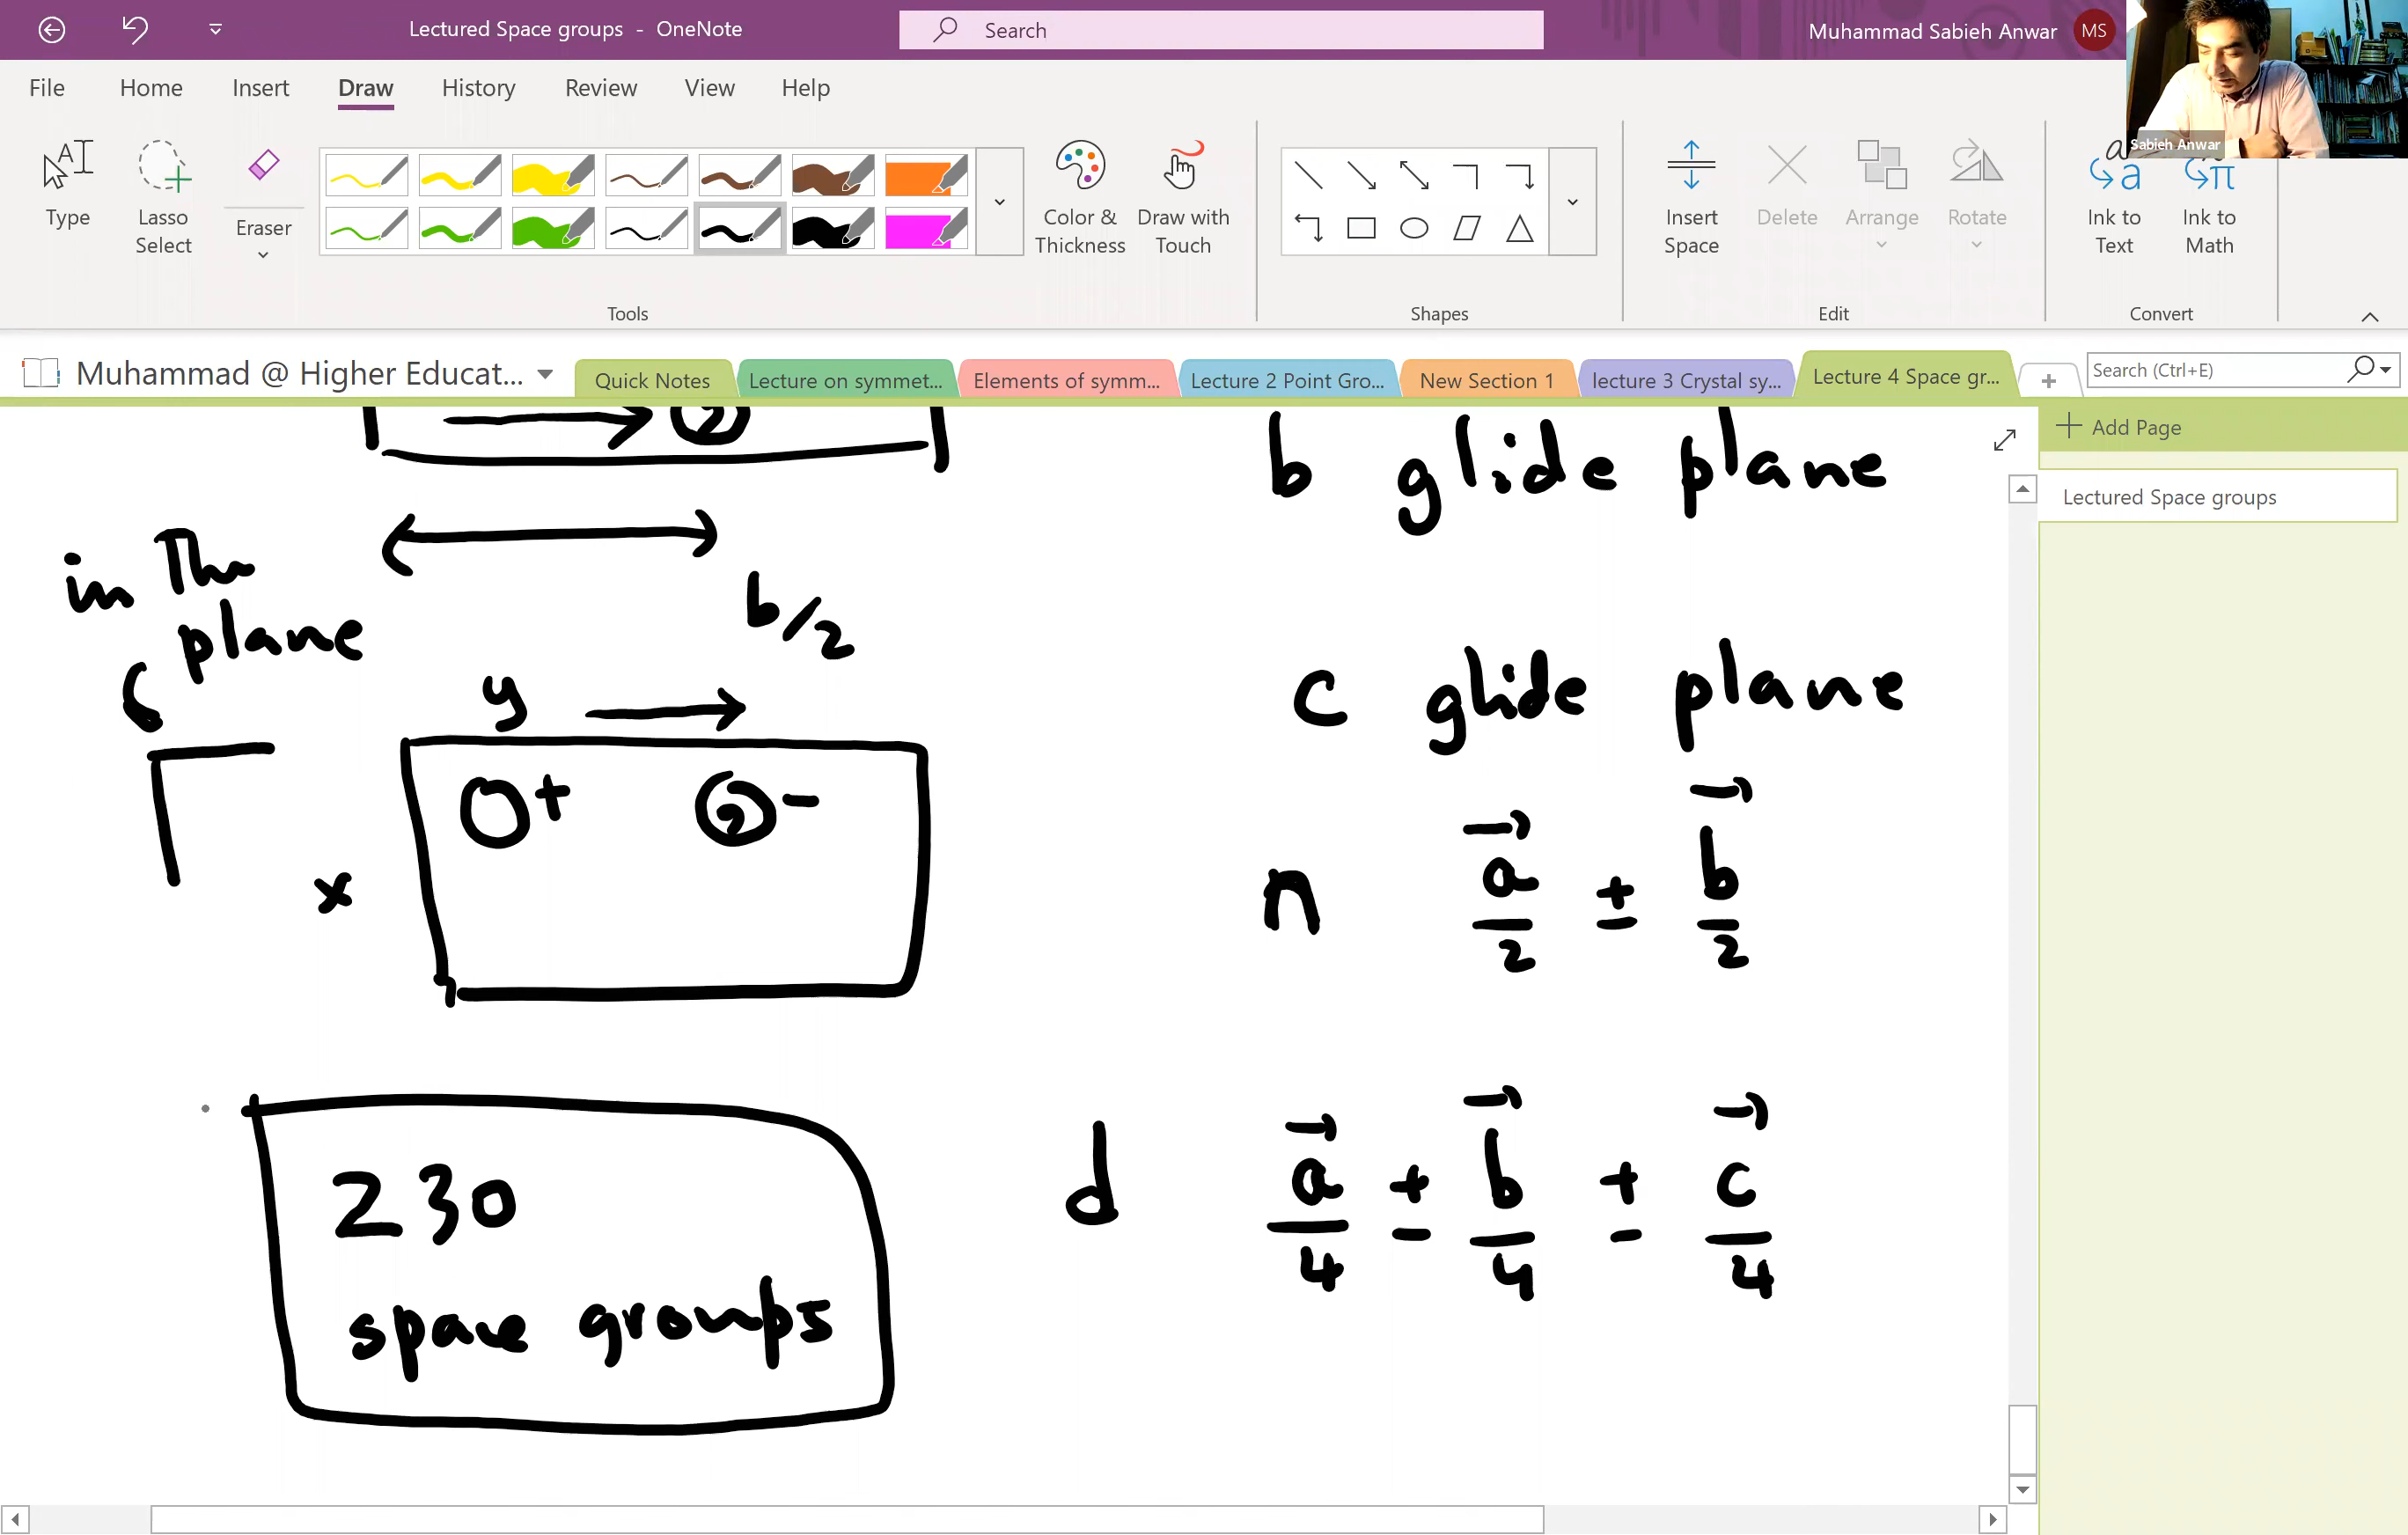 Lectured Space groups - OneNote
Search
Muhammad Sabieh Anwar
MS
Sabieh Anwar
File Home Insert Draw History Review View Help
Type
Lasso Select
Eraser
Color & Thickness
Draw with Touch
Insert Space
Delete
Arrange
Rotate
Ink to Text
Ink to Math
Tools
Shapes
Edit
Convert
Muhammad @ Higher Educat...
Quick Notes
Lecture on symmet...
Elements of symm...
Lecture 2 Point Gro...
New Section 1
lecture 3 Crystal sy...
Lecture 4 Space gr...
Search (Ctrl+E)
Add Page
Lectured Space groups
b glide plane
in the
plane
b/2
y
c glide plane
x
n a/2 ± b/2
d a/4 ± b/4 ± c/4
230
space groups